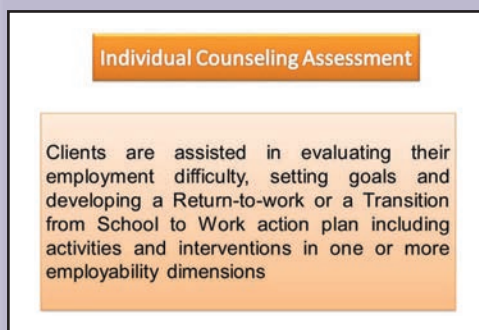 Individual Counseling Assessment
Clients are assisted in evaluating their
employment difficulty, setting goals and
developing a Return-to-work or a Transition
from School to Work action plan including
activities and interventions in one or more
employability dimensions